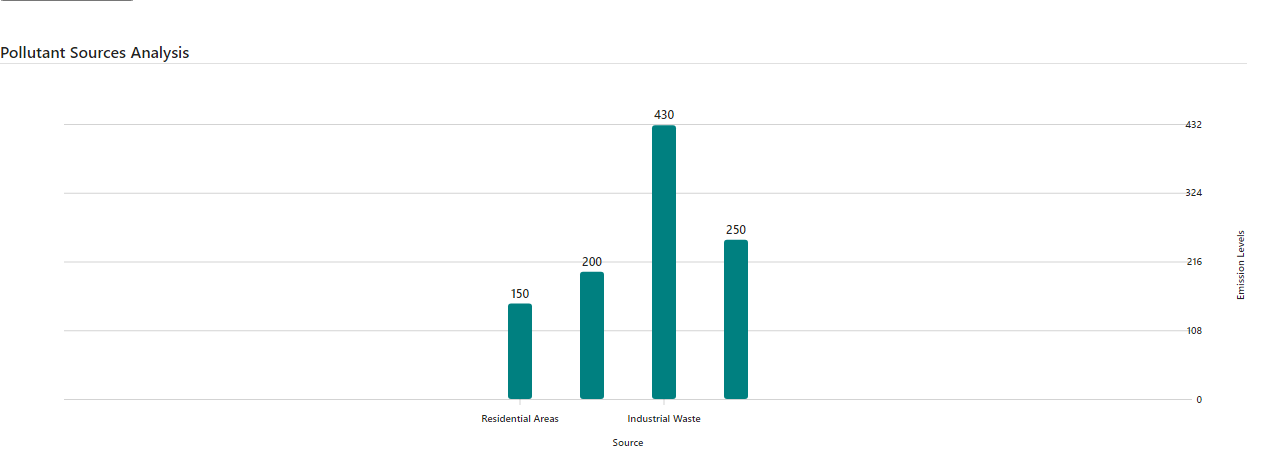 Pollutant Sources Analysis
430
432
324
250
Emission Levels
200
216
150
108
0
Residential Areas
Industrial Waste
Source